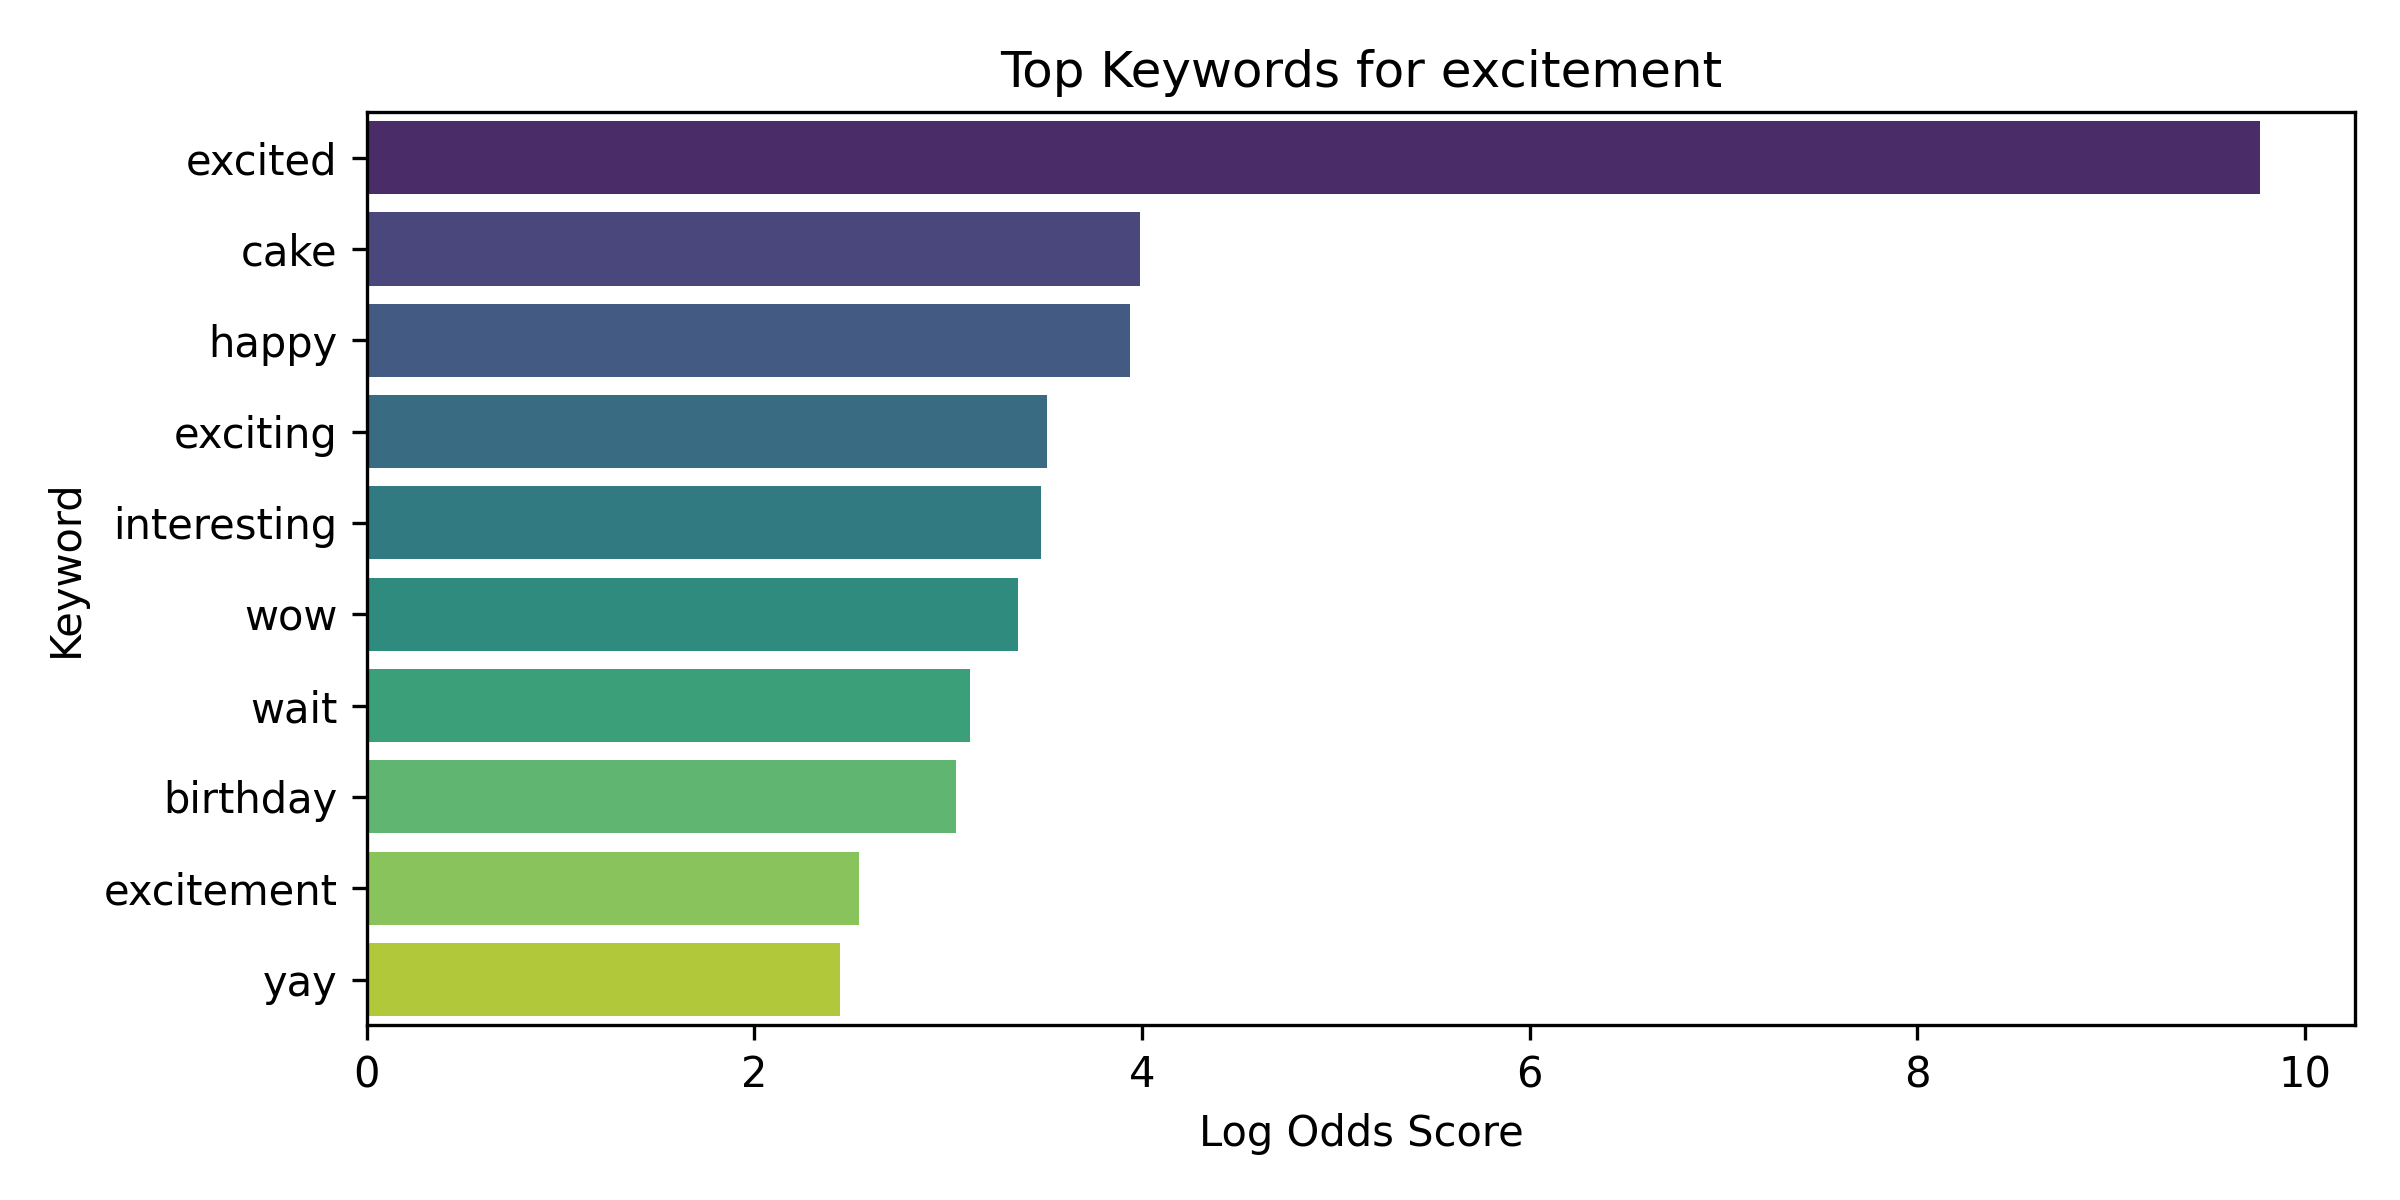 Top Keywords for excitement
excited
cake
happy
exciting
interesting
wow
wait
birthday
excitement
yay
Keyword
0 2 4 6 8 10
Log Odds Score